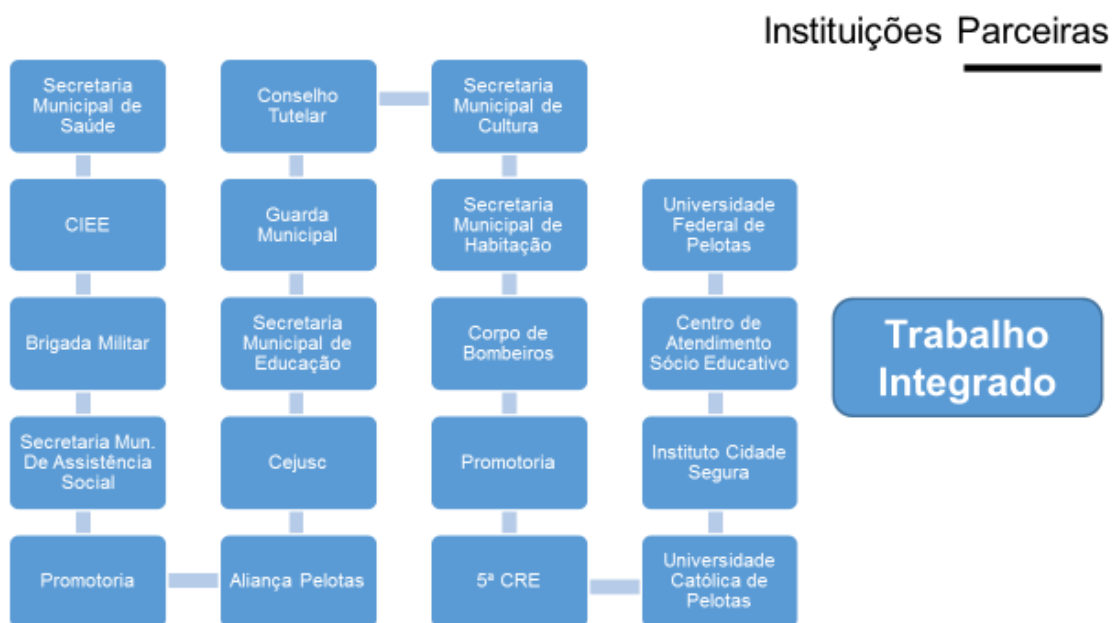 Instituições Parceiras
Secretaria
Municipal de
Saúde
CIEE
Brigada Militar
Secretaria Mun.
De Assistência
Social
Promotoria
Aliança Pelotas
Cejusc
Secretaria
Municipal de
Educação
Guarda
Municipal
Conselho
Tutelar
Secretaria
Municipal de
Cultura
Secretaria
Municipal de
Habitação
Corpo de
Bombeiros
Promotoria
5ª CRE
Universidade
Católica de
Pelotas
Instituto Cidade
Segura
Centro de
Atendimento
Sócio Educativo
Universidade
Federal de
Pelotas
Trabalho
Integrado